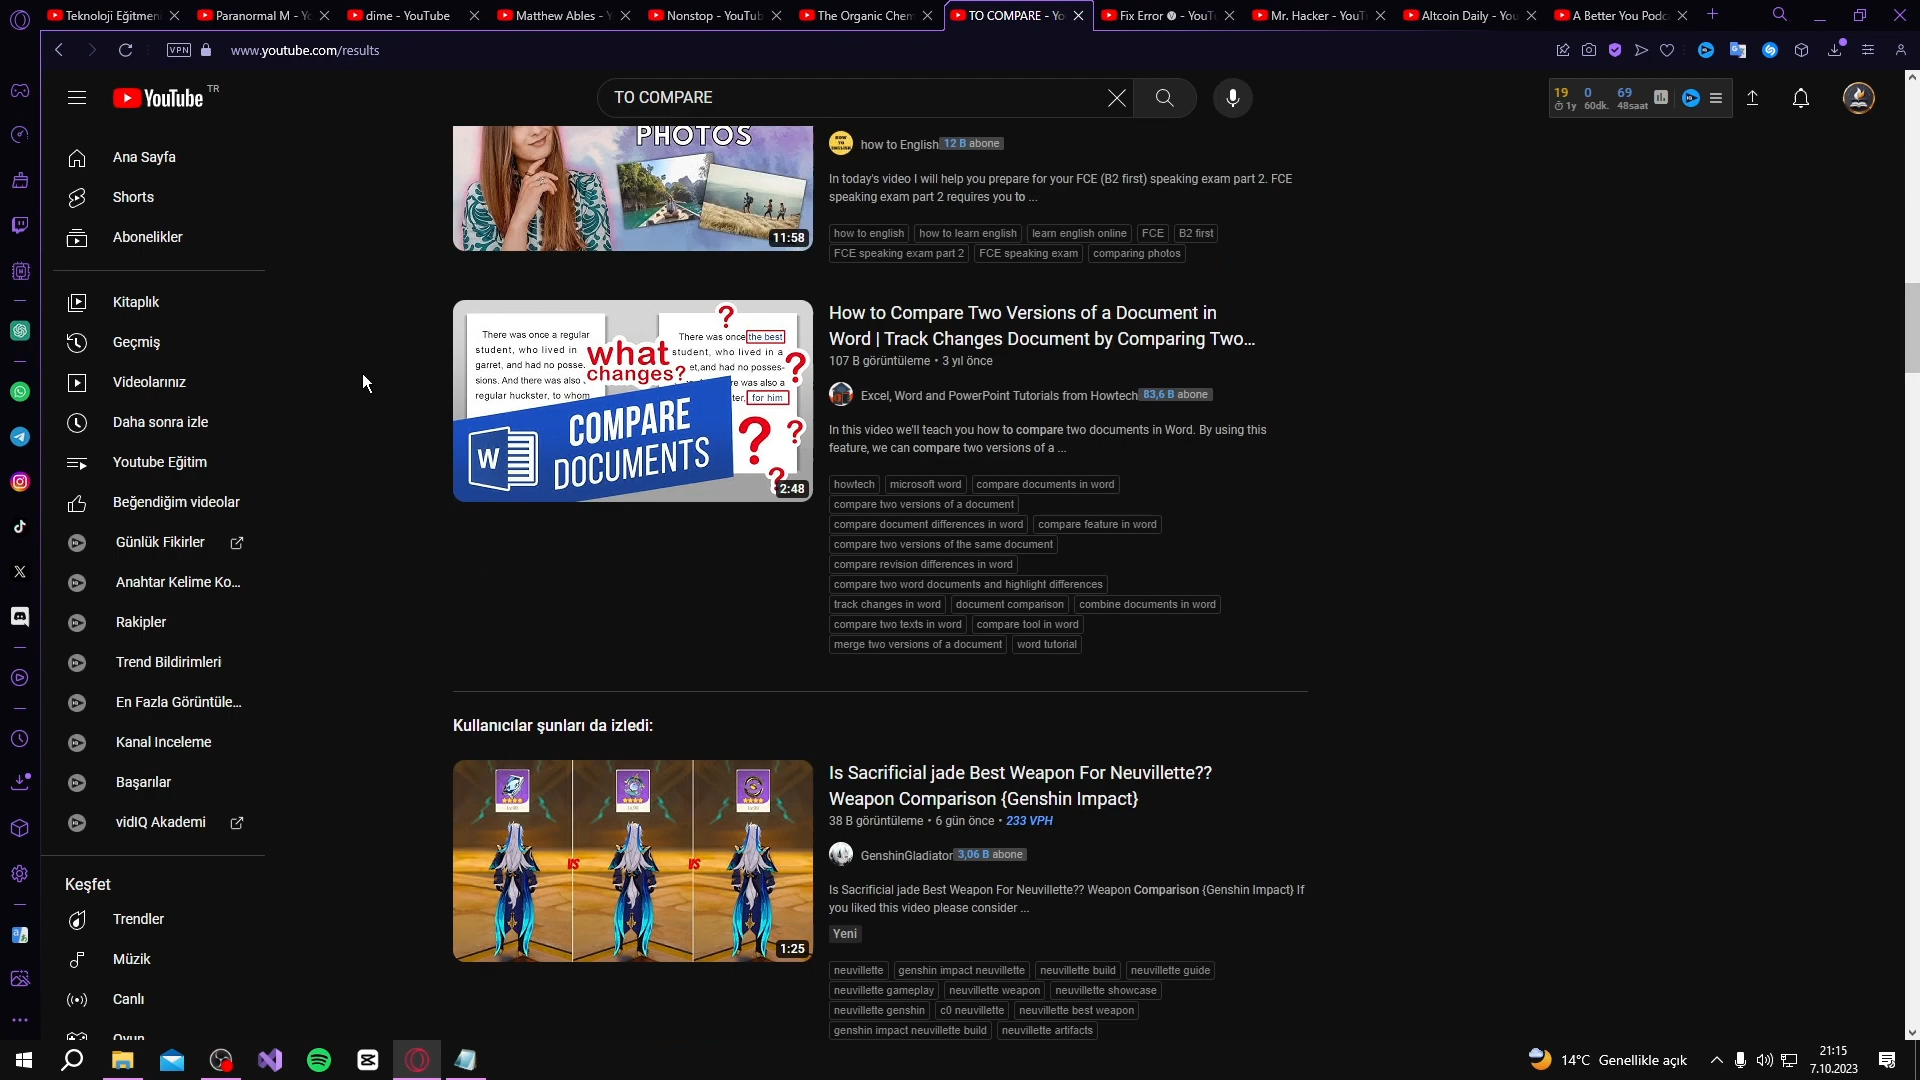 Teknoloji Eğitmeni
Paranormal M - Yo
dime - YouTube
Matthew Ables - Y
Nonstop - YouTub
The Organic Chem
TO COMPARE - Yo
Fix Error
- YouTu
Mr. Hacker - YouT
Altcoin Daily - You
A Better You Podc
VPN
www.youtube.com/results
YouTube TR
TO COMPARE
19 0 69
1y 60dk. 48saat
Ana Sayfa
Shorts
Abonelikler
Kitaplık
Geçmiş
Videolarınız
Daha sonra izle
Youtube Eğitim
Beğendiğim videolar
Günlük Fikirler
Anahtar Kelime Ko...
Rakipler
Trend Bildirimleri
En Fazla Görüntüle...
Kanal Inceleme
Başarılar
vidIQ Akademi
Keşfet
Trendler
Müzik
Canlı
Oyun
PHOTOS
11:58
how to English 12 B abone
In today's video I will help you prepare for your FCE (B2 first) speaking exam part 2. FCE
speaking exam part 2 requires you to ...
how to english how to learn english learn english online FCE B2 first
FCE speaking exam part 2 FCE speaking exam comparing photos
There was once a regular
student, who lived in
garret, and had no posse
sions. And there was also
regular huckster, to whom
what
changes?
?
There was once the best
student, who lived in a
et,and had no posses-
re was also a
ter, for him
?
?
?
?
W
COMPARE
DOCUMENTS
2:48
How to Compare Two Versions of a Document in
Word | Track Changes Document by Comparing Two...
107 B görüntüleme • 3 yıl önce
Excel, Word and PowerPoint Tutorials from Howtech 83,6 B abone
In this video we'll teach you how to compare two documents in Word. By using this
feature, we can compare two versions of a ...
howtech microsoft word compare documents in word
compare two versions of a document
compare document differences in word compare feature in word
compare two versions of the same document
compare revision differences in word
compare two word documents and highlight differences
track changes in word document comparison combine documents in word
compare two texts in word compare tool in word
merge two versions of a document word tutorial
Kullanıcılar şunları da izledi:
VS VS
1:25
Is Sacrificial jade Best Weapon For Neuvillette??
Weapon Comparison {Genshin Impact}
38 B görüntüleme • 6 gün önce • 233 VPH
GenshinGladiator 3,06 B abone
Is Sacrificial jade Best Weapon For Neuvillette?? Weapon Comparison {Genshin Impact} If
you liked this video please consider ...
Yeni
neuvillette genshin impact neuvillette neuvillette build neuvillette guide
neuvillette gameplay neuvillette weapon neuvillette showcase
neuvillette genshin c0 neuvillette neuvillette best weapon
genshin impact neuvillette build neuvillette artifacts
14°C Genellikle açık
21:15
7.10.2023